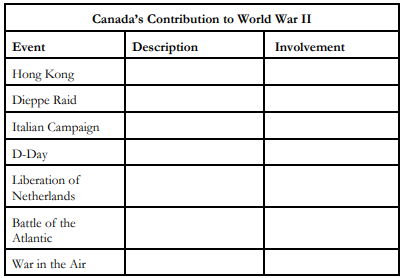 Canada's Contribution to World War II
Event Description Involvement
Hong Kong
Dieppe Raid
Italian Campaign
D-Day
Liberation of
Netherlands
Battle of the
Atlantic
War in the Air